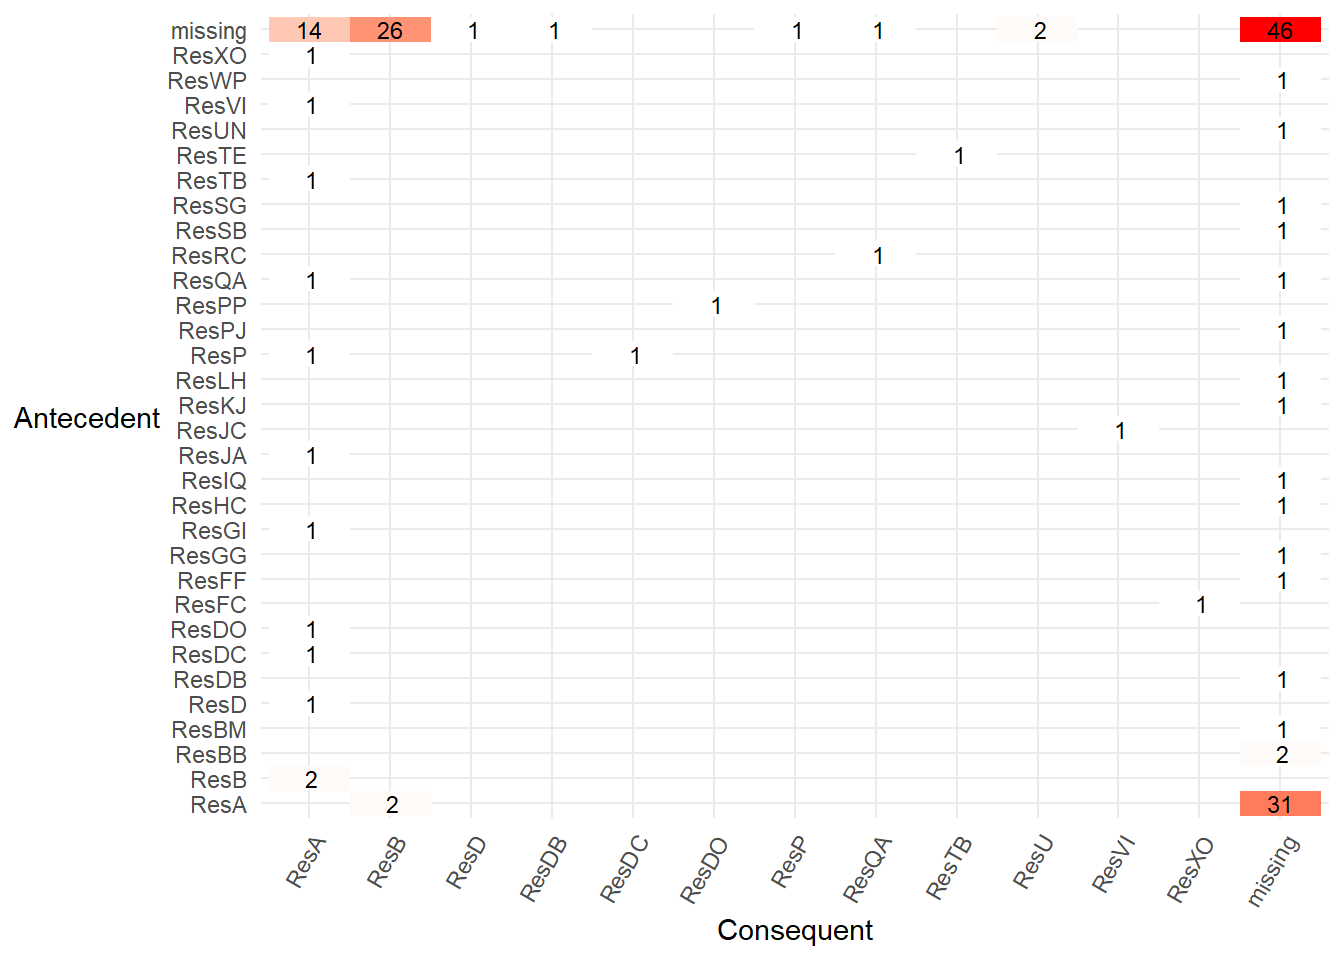 missing 14 26 1 1 1 1 2 46
ResXO 1
ResWP 1
ResVI 1
ResUN 1
ResTE 1
ResTB 1
ResSG 1
ResSB 1
ResRC 1
ResQA 1 1
ResPP 1
ResPJ 1
ResP 1 1
ResLH 1
ResKJ 1
Antecedent
ResJC 1
ResJA 1
ResIQ 1
ResHC 1
ResGI 1
ResGG 1
ResFF 1
ResFC 1
ResDO 1
ResDC 1
ResDB 1
ResD 1
ResBM 1
ResBB 2
ResB 2
ResA 2 31
ResA ResB ResD ResDB ResDC ResDO ResP ResQA ResTB ResU ResVI ResXO missing
Consequent